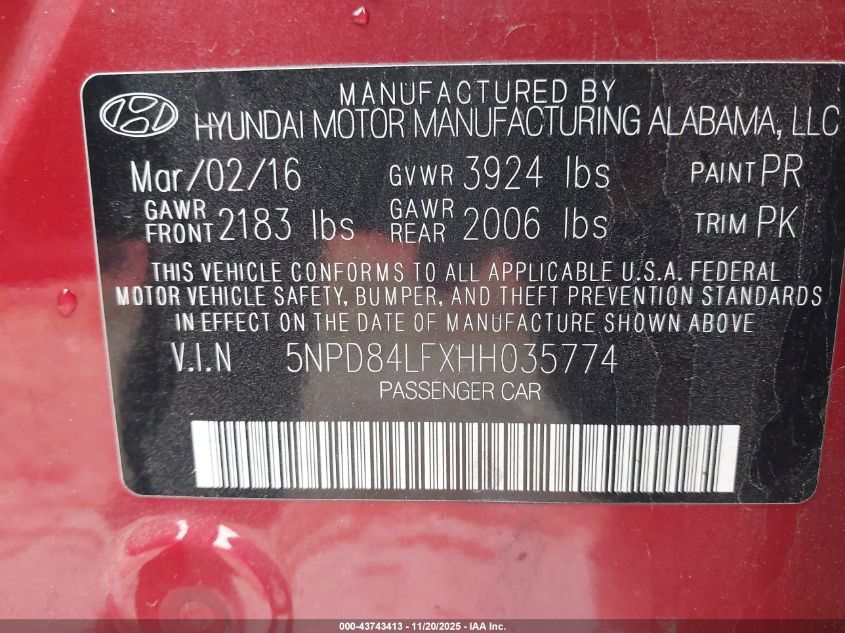 MANUFACTURED BY
HYUNDAI MOTOR MANUFACTURING ALABAMA, LLC
Mar/02/16 GVWR 3924 lbs PAINT PR
GAWR FRONT 2183 lbs GAWR REAR 2006 lbs TRIM PK
THIS VEHICLE CONFORMS TO ALL APPLICABLE U.S.A. FEDERAL
MOTOR VEHICLE SAFETY, BUMPER, AND THEFT PREVENTION STANDARDS
IN EFFECT ON THE DATE OF MANUFACTURE SHOWN ABOVE
V.I.N 5NPD84LFXHH035774
PASSENGER CAR
000-43743413 - 11/20/2025 - IAA Inc.